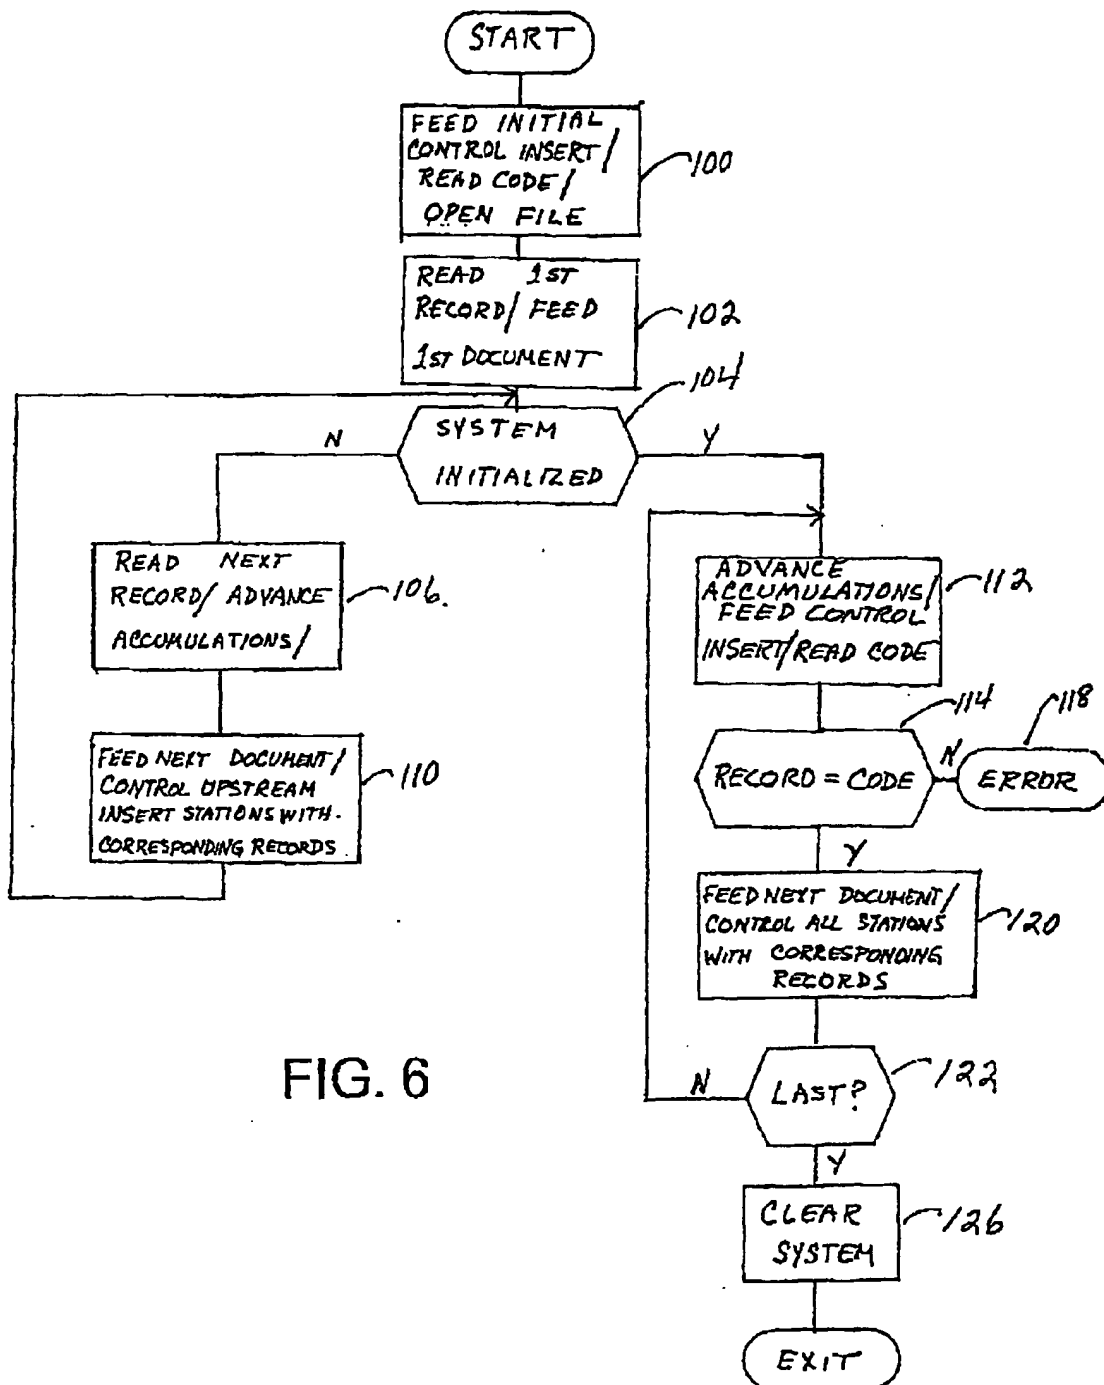 START
FEED INITIAL
CONTROL INSERT/
READ CODE/
OPEN FILE
100
READ 1ST
RECORD/ FEED
1ST DOCUMENT
102
104
SYSTEM
INITIALIZED
N
Y
READ NEXT
RECORD/ ADVANCE
ACCUMULATIONS/
106.
FEED NEXT DOCUMENT/
CONTROL UPSTREAM
INSERT STATIONS WITH
CORRESPONDING RECORDS
110
ADVANCE
ACCUMULATIONS/
FEED CONTROL
INSERT/READ CODE
112
114
RECORD = CODE
N
118
ERROR
Y
FEED NEXT DOCUMENT/
CONTROL ALL STATIONS
WITH CORRESPONDING
RECORDS
120
LAST?
N
122
Y
CLEAR
SYSTEM
126
EXIT
FIG. 6